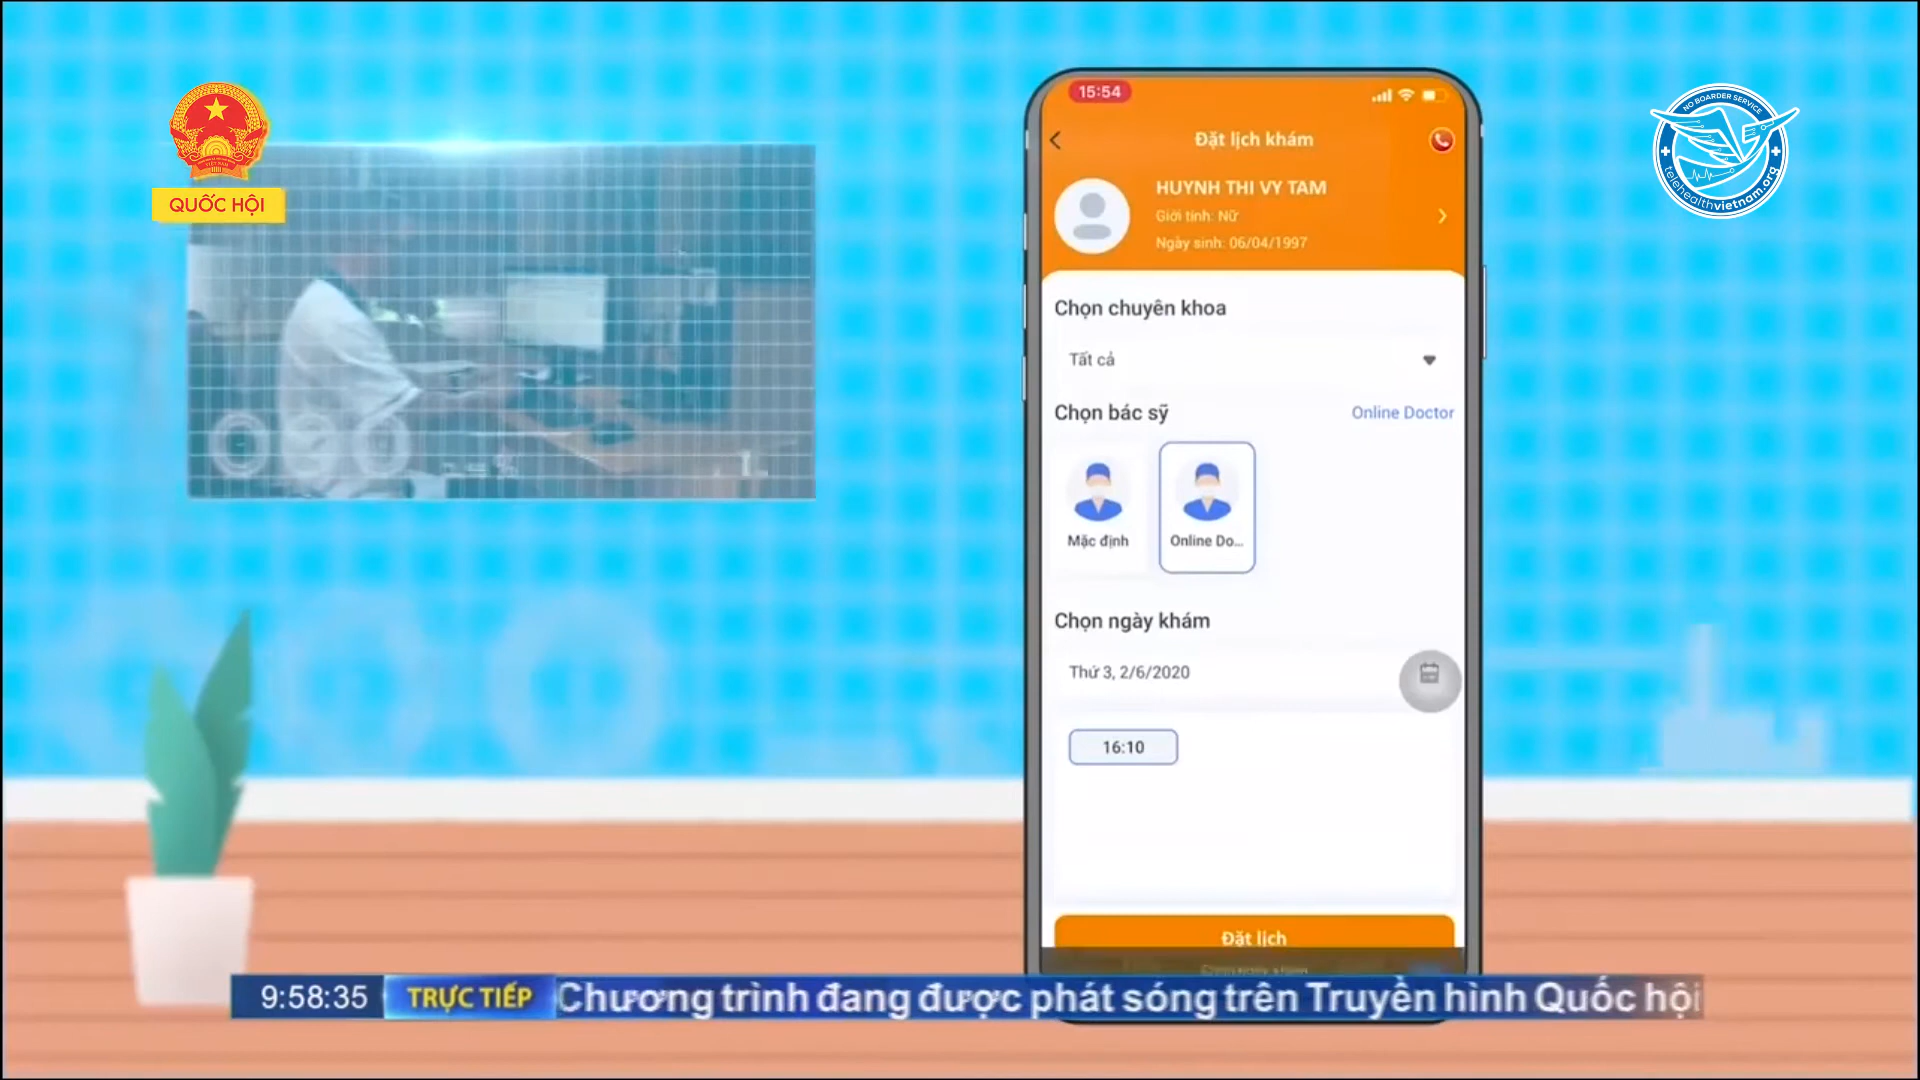 QUỐC HỘI
NO BOARDER SERVICE
telehealthvietnam.org
15:54
Đặt lịch khám
HUYNH THI VY TAM
Giới tính: Nữ
Ngày sinh: 06/04/1997
Chọn chuyên khoa
Tất cả
Chọn bác sỹ
Online Doctor
Mặc định
Online Do...
Chọn ngày khám
Thứ 3, 2/6/2020
16:10
Đặt lịch
9:58:35
TRỰC TIẾP
Chương trình đang được phát sóng trên Truyền hình Quốc hội